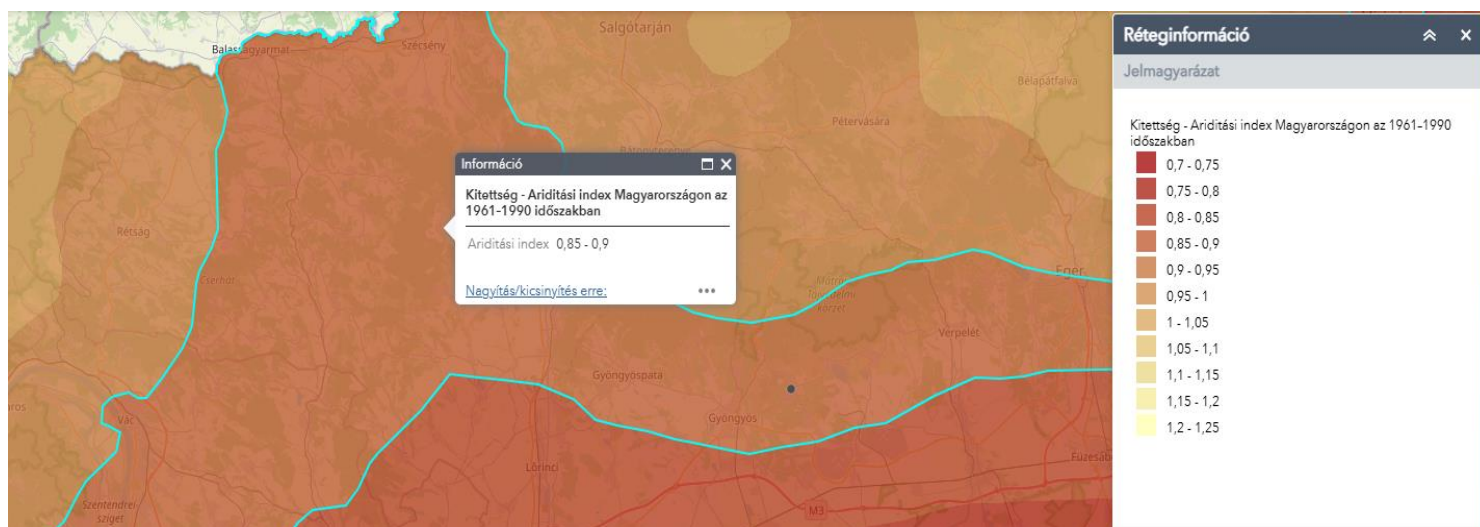 Salgótarján
Balassagyarmat
Szécsény
Bélapátfalva
Pétervására
Bátonyterenye
Rétság
Cserhát
Eger
Mátrai
Tájvédelmi
körzet
Verpelét
Gyöngyöspata
Gyöngyös
Vác
Lőrinci
Szentendrei-
sziget
M3
Információ
Kitettség - Ariditási index Magyarországon az
1961-1990 időszakban
Ariditási index 0,85 - 0,9
Nagyítás/kicsinyítés erre:
•••
Réteginformáció
Jelmagyarázat
Kitettség - Ariditási index Magyarországon az 1961-1990
időszakban
0,7 - 0,75
0,75 - 0,8
0,8 - 0,85
0,85 - 0,9
0,9 - 0,95
0,95 - 1
1 - 1,05
1,05 - 1,1
1,1 - 1,15
1,15 - 1,2
1,2 - 1,25